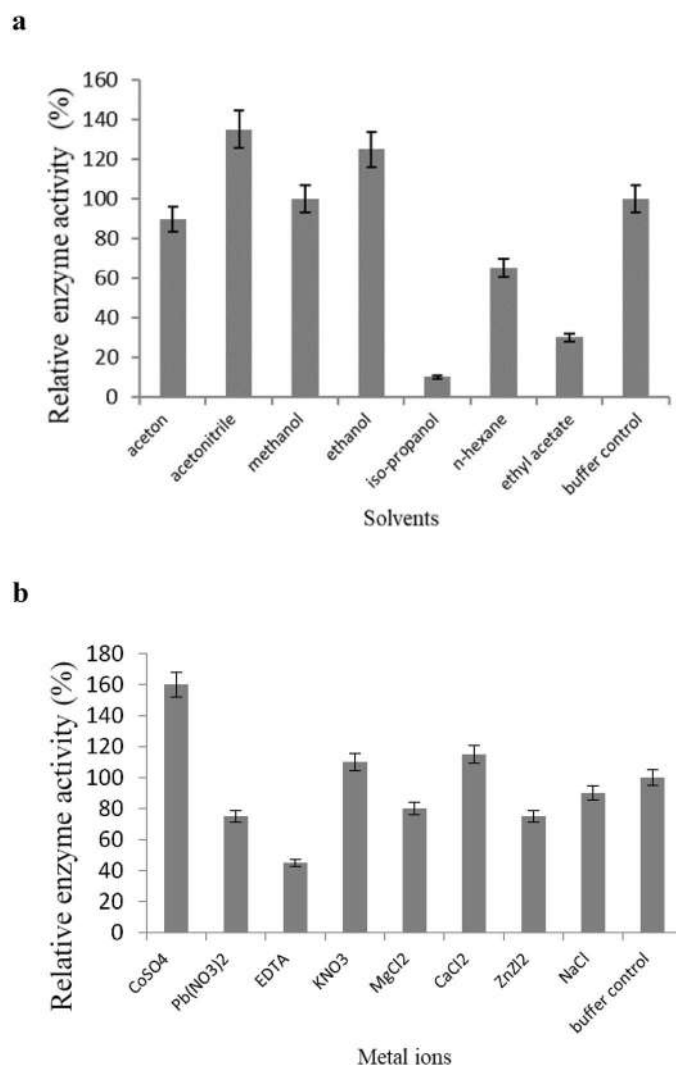 a
Relative enzyme activity (%)
160
140
120
100
80
60
40
20
0
aceton
acetonitrile
methanol
ethanol
iso-propanol
n-hexane
ethyl acetate
buffer control
Solvents
b
Relative enzyme activity (%)
180
160
140
120
100
80
60
40
20
0
CoSO4
Pb(NO3)2
EDTA
KNO3
MgCl2
CaCl2
ZnZl2
NaCl
buffer control
Metal ions